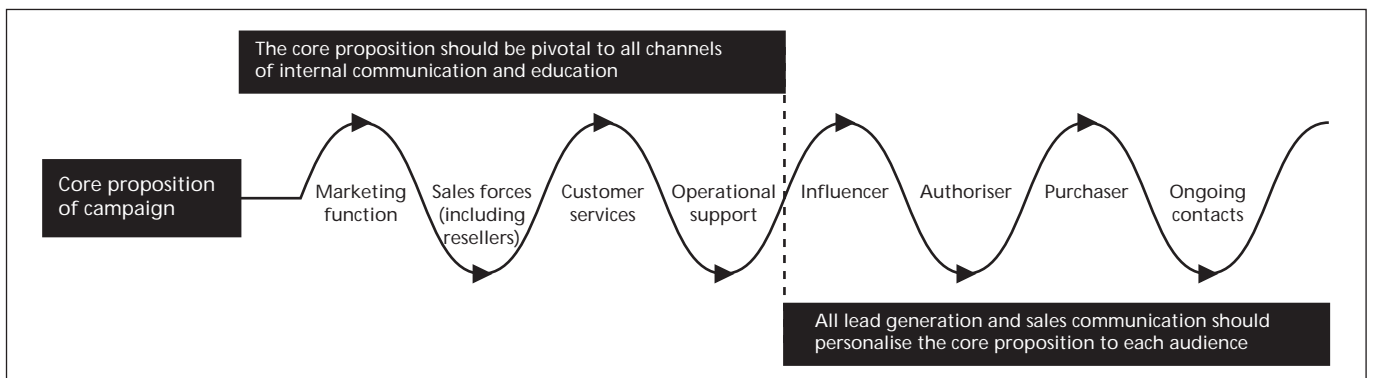 The core proposition should be pivotal to all channels
of internal communication and education
Core proposition
of campaign
Marketing
function
Sales forces
(including
resellers)
Customer
services
Operational
support
Influencer
Authoriser
Purchaser
Ongoing
contacts
All lead generation and sales communication should
personalise the core proposition to each audience